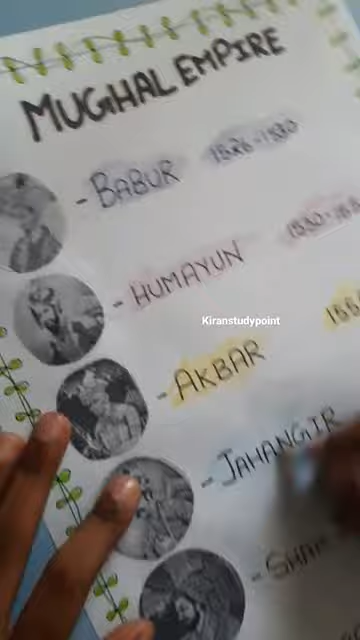 MUGHAL EMPIRE
- BABUR 1526-1530
- HUMAYUN
Kiranstudypoint
- AKBAR
- JAHANGIR